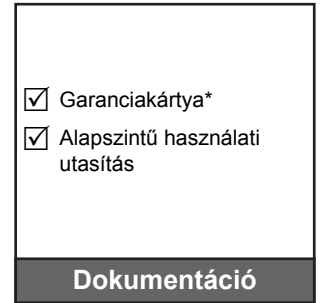 ☑ Garanciakártya*
☑ Alapszintű használati
utasítás
Dokumentáció